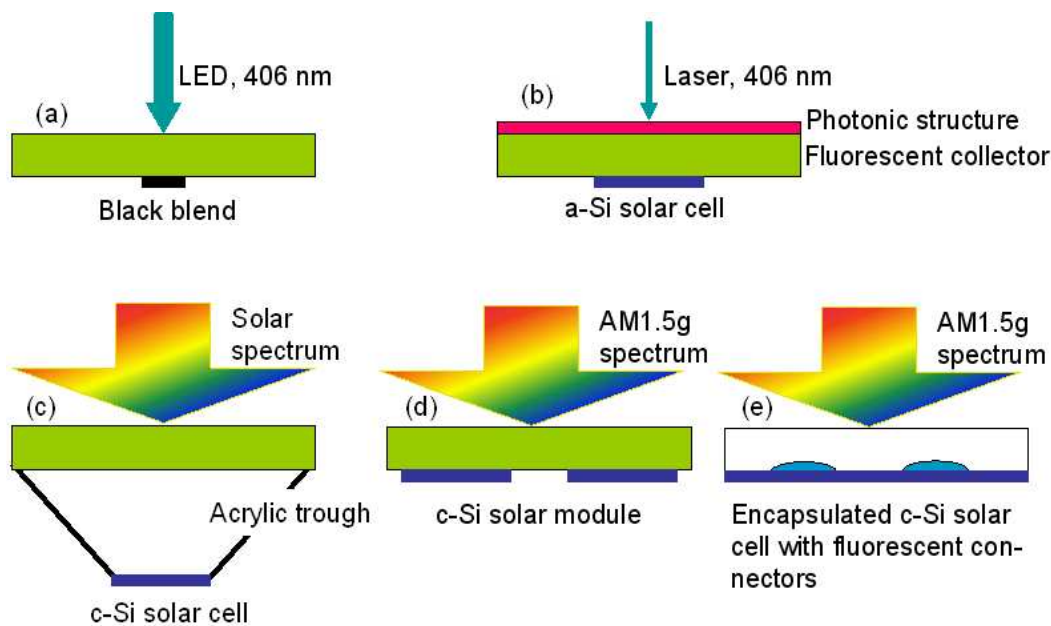 LED, 406 nm
(a)
Black blend
Laser, 406 nm
(b)
Photonic structure
Fluorescent collector
a-Si solar cell
Solar
spectrum
(c)
Acrylic trough
c-Si solar cell
AM1.5g
spectrum
(d)
c-Si solar module
AM1.5g
spectrum
(e)
Encapsulated c-Si solar
cell with fluorescent con-
nectors